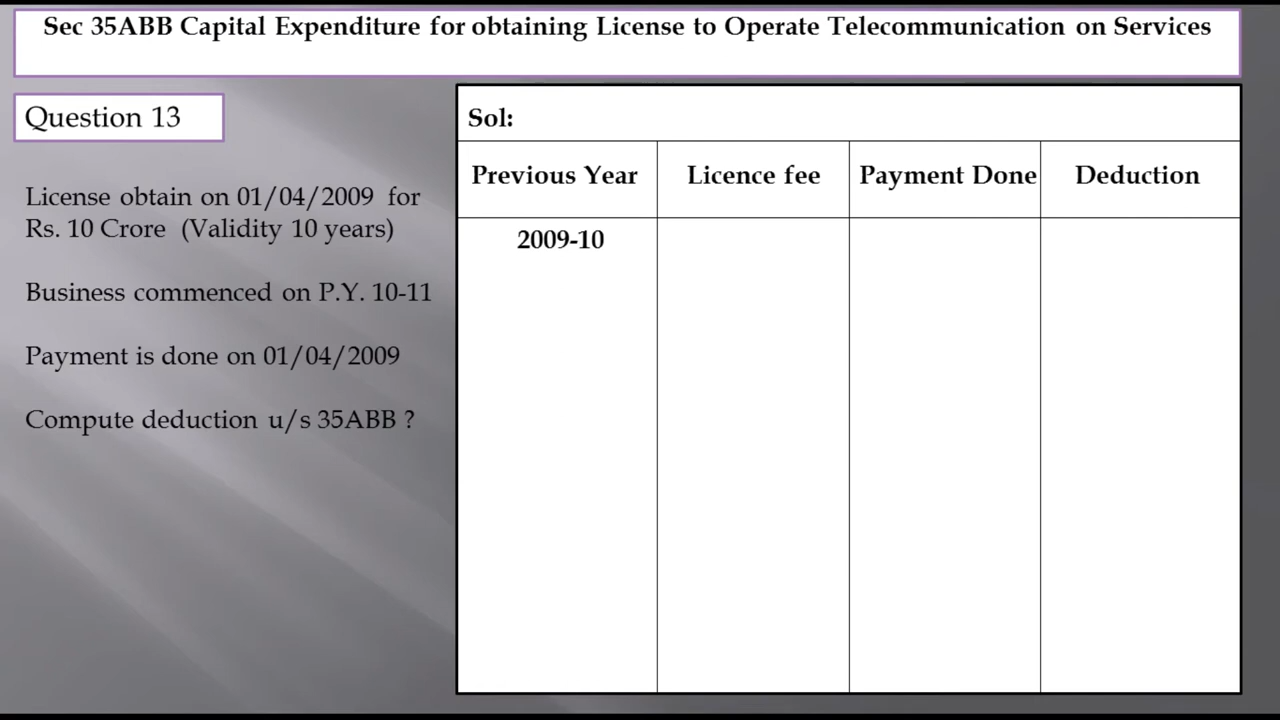 Sec 35ABB Capital Expenditure for obtaining License to Operate Telecommunication on Services
Question 13
License obtain on 01/04/2009 for
Rs. 10 Crore (Validity 10 years)
Business commenced on P.Y. 10-11
Payment is done on 01/04/2009
Compute deduction u/s 35ABB ?
Sol:
Previous Year Licence fee Payment Done Deduction
2009-10